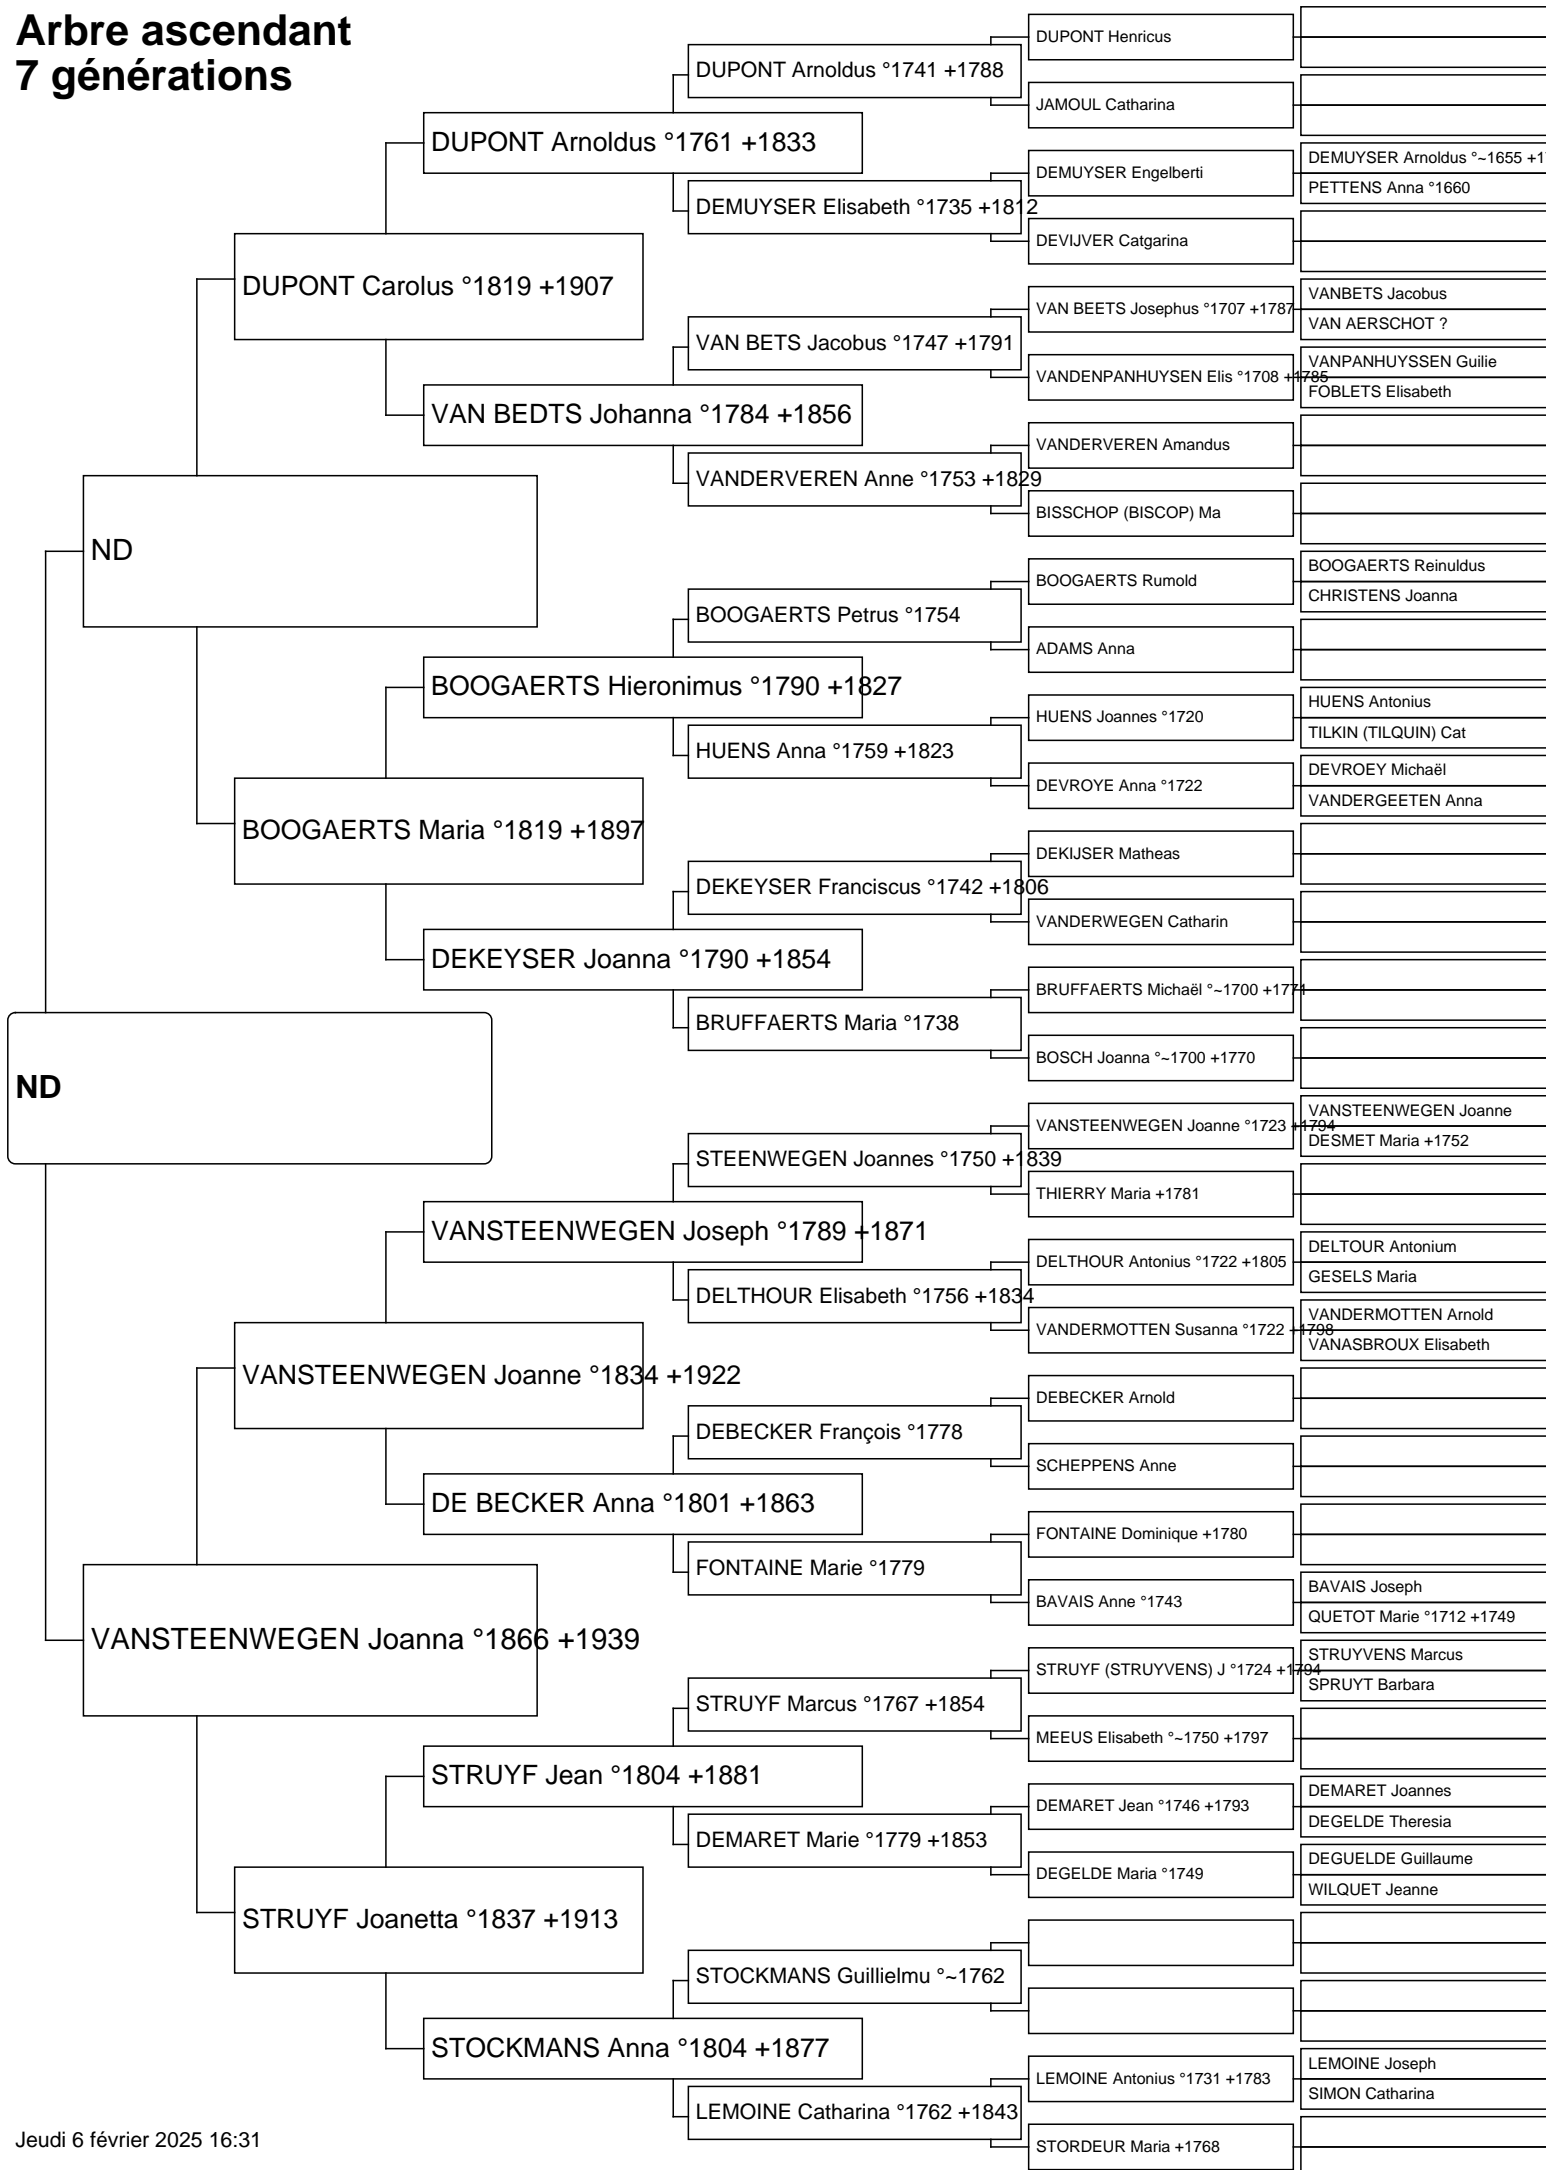 Arbre ascendant
7 générations
DUPONT Henricus
DUPONT Arnoldus °1741 +1788
JAMOUL Catharina
DUPONT Arnoldus °1761 +1833
DEMUYSER Arnoldus °~1655 +1
DEMUYSER Engelberti
PETTENS Anna °1660
DEMUYSER Elisabeth °1735 +1812
DEVIJVER Catgarina
DUPONT Carolus °1819 +1907
VANBETS Jacobus
VAN BEETS Josephus °1707 +1787
VAN AERSCHOT ?
VAN BETS Jacobus °1747 +1791
VANPANHUYSSEN Guilie
VANDENPANHUYSEN Elis °1708 +1785
FOBLETS Elisabeth
VAN BEDTS Johanna °1784 +1856
VANDERVEREN Amandus
VANDERVEREN Anne °1753 +1829
BISSCHOP (BISCOP) Ma
ND
BOOGAERTS Reinuldus
BOOGAERTS Rumold
CHRISTENS Joanna
BOOGAERTS Petrus °1754
ADAMS Anna
BOOGAERTS Hieronimus °1790 +1827
HUENS Antonius
HUENS Joannes °1720
TILKIN (TILQUIN) Cat
HUENS Anna °1759 +1823
DEVROEY Michaël
DEVROYE Anna °1722
VANDERGEETEN Anna
BOOGAERTS Maria °1819 +1897
DEKIJSER Matheas
DEKEYSER Franciscus °1742 +1806
VANDERWEGEN Catharin
DEKEYSER Joanna °1790 +1854
BRUFFAERTS Michaël °~1700 +1771
BRUFFAERTS Maria °1738
BOSCH Joanna °~1700 +1770
ND
VANSTEENWEGEN Joanne
VANSTEENWEGEN Joanne °1723 +1794
DESMET Maria +1752
STEENWEGEN Joannes °1750 +1839
THIERRY Maria +1781
VANSTEENWEGEN Joseph °1789 +1871
DELTOUR Antonium
DELTHOUR Antonius °1722 +1805
GESELS Maria
DELTHOUR Elisabeth °1756 +1834
VANDERMOTTEN Arnold
VANDERMOTTEN Susanna °1722 +1798
VANASBROUX Elisabeth
VANSTEENWEGEN Joanne °1834 +1922
DEBECKER Arnold
DEBECKER François °1778
SCHEPPENS Anne
DE BECKER Anna °1801 +1863
FONTAINE Dominique +1780
FONTAINE Marie °1779
BAVAIS Joseph
BAVAIS Anne °1743
QUETOT Marie °1712 +1749
VANSTEENWEGEN Joanna °1866 +1939
STRUYVENS Marcus
STRUYF (STRUYVENS) J °1724 +1794
SPRUYT Barbara
STRUYF Marcus °1767 +1854
MEEUS Elisabeth °~1750 +1797
STRUYF Jean °1804 +1881
DEMARET Joannes
DEMARET Jean °1746 +1793
DEGELDE Theresia
DEMARET Marie °1779 +1853
DEGUELDE Guillaume
DEGELDE Maria °1749
WILQUET Jeanne
STRUYF Joanetta °1837 +1913
STOCKMANS Guillielmu °~1762
STOCKMANS Anna °1804 +1877
LEMOINE Joseph
LEMOINE Antonius °1731 +1783
SIMON Catharina
LEMOINE Catharina °1762 +1843
STORDEUR Maria +1768
Jeudi 6 février 2025 16:31